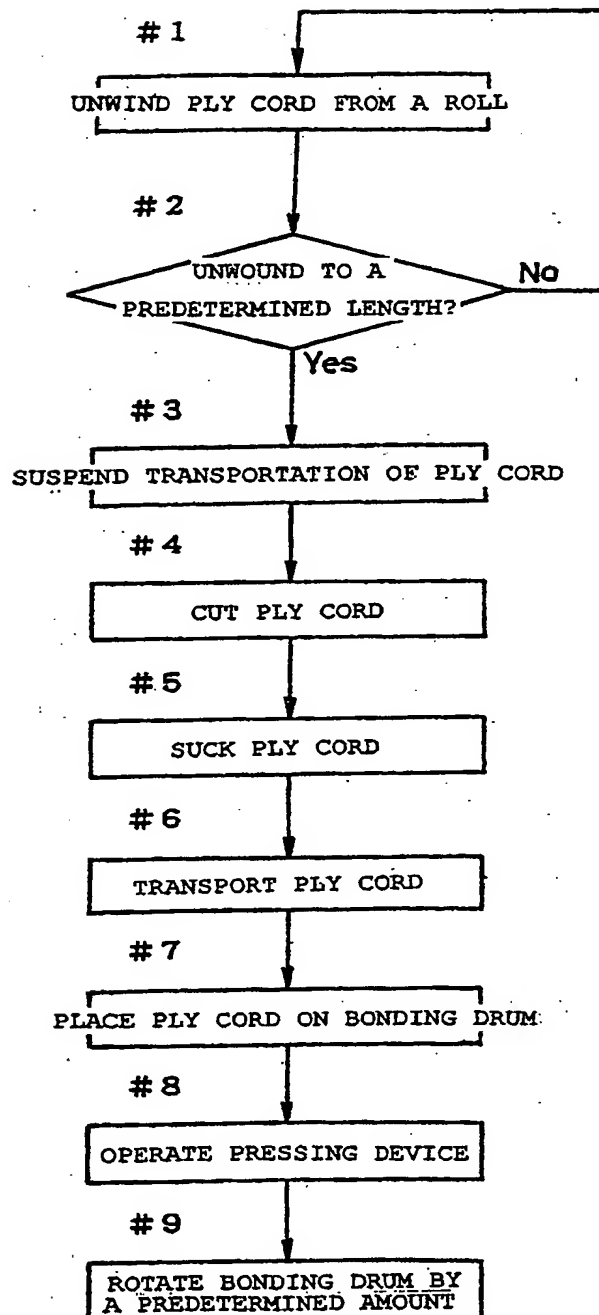 #1
UNWIND PLY CORD FROM A ROLL
#2
UNWOUND TO A
PREDETERMINED LENGTH?
No
Yes
#3
SUSPEND TRANSPORTATION OF PLY CORD
#4
CUT PLY CORD
#5
SUCK PLY CORD
#6
TRANSPORT PLY CORD
#7
PLACE PLY CORD ON BONDING DRUM
#8
OPERATE PRESSING DEVICE
#9
ROTATE BONDING DRUM BY
A PREDETERMINED AMOUNT